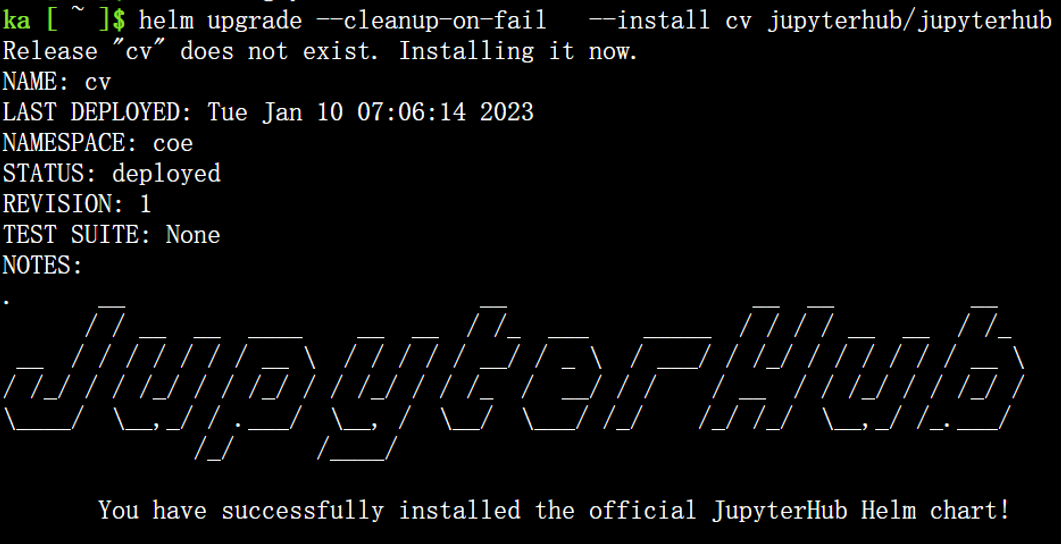 ka [ ~ ]$ helm upgrade --cleanup-on-fail   --install cv jupyterhub/jupyterhub
Release "cv" does not exist. Installing it now.
NAME: cv
LAST DEPLOYED: Tue Jan 10 07:06:14 2023
NAMESPACE: coe
STATUS: deployed
REVISION: 1
TEST SUITE: None
NOTES:
.
JupyterHub
You have successfully installed the official JupyterHub Helm chart!